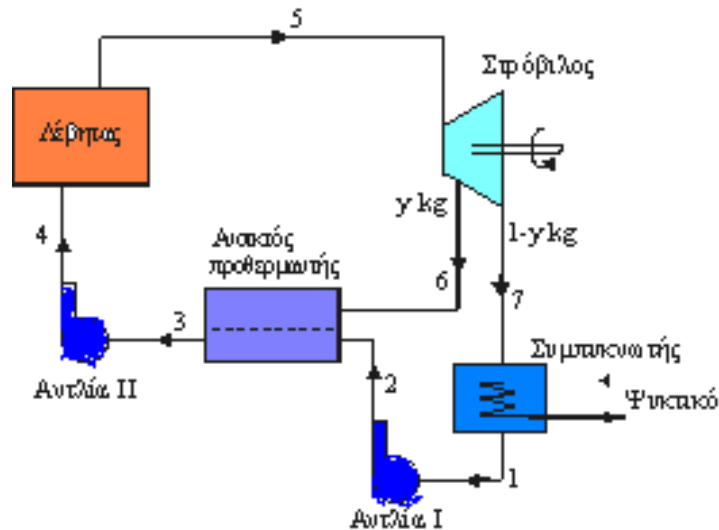 5
Στρόβιλος
Λέβητας
y kg
1-y kg
4
Ανοικτός
προθερμαντής
6
7
3
Συμπυκνωτής
2
Ψυκτικό
Αντλία II
1
Αντλία I